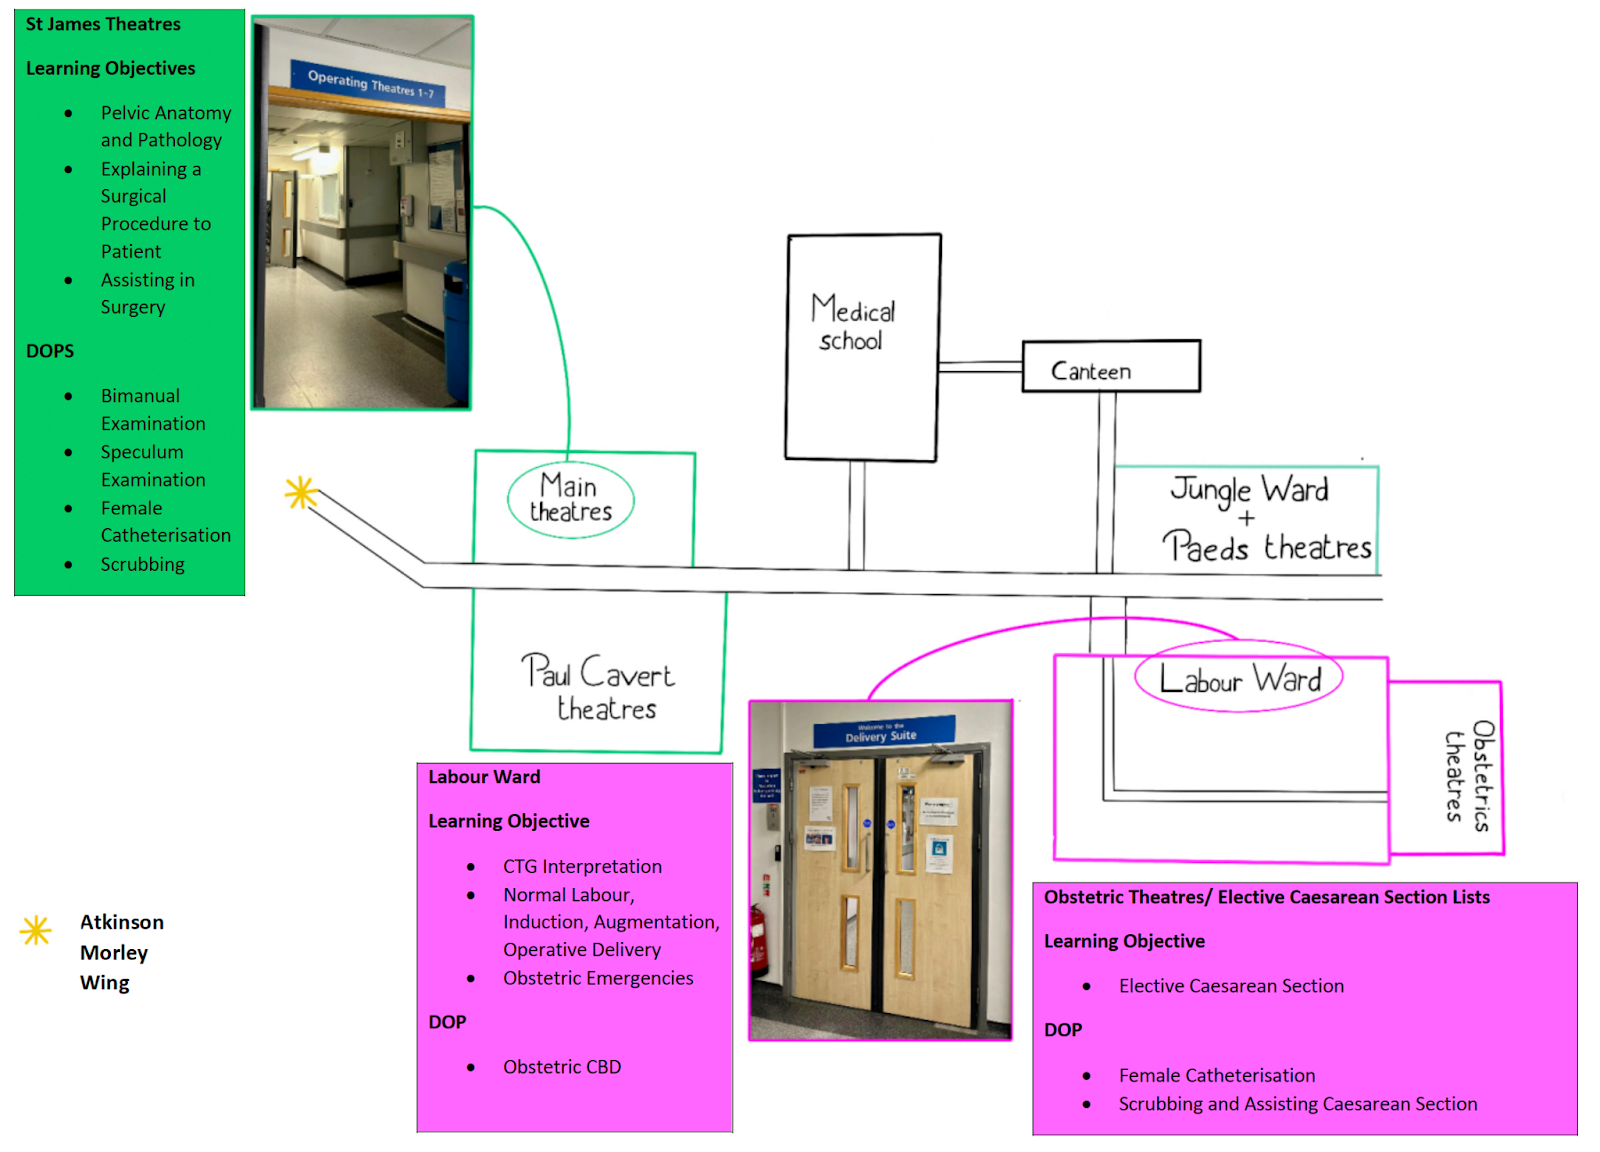 St James Theatres
Learning Objectives
• Pelvic Anatomy
and Pathology
• Explaining a
Surgical
Procedure to
Patient
• Assisting in
Surgery
DOPS
• Bimanual
Examination
• Speculum
Examination
• Female
Catheterisation
• Scrubbing
Operating Theatres 1-7
Medical
school
Canteen
Main
theatres
Jungle Ward
+
Paeds theatres
Paul Cavert
theatres
Labour Ward
Obstetrics
theatres
Welcome to the
Delivery Suite
Labour Ward
Learning Objective
• CTG Interpretation
• Normal Labour,
Induction, Augmentation,
Operative Delivery
• Obstetric Emergencies
DOP
• Obstetric CBD
Obstetric Theatres/ Elective Caesarean Section Lists
Learning Objective
• Elective Caesarean Section
DOP
• Female Catheterisation
• Scrubbing and Assisting Caesarean Section
Atkinson
Morley
Wing